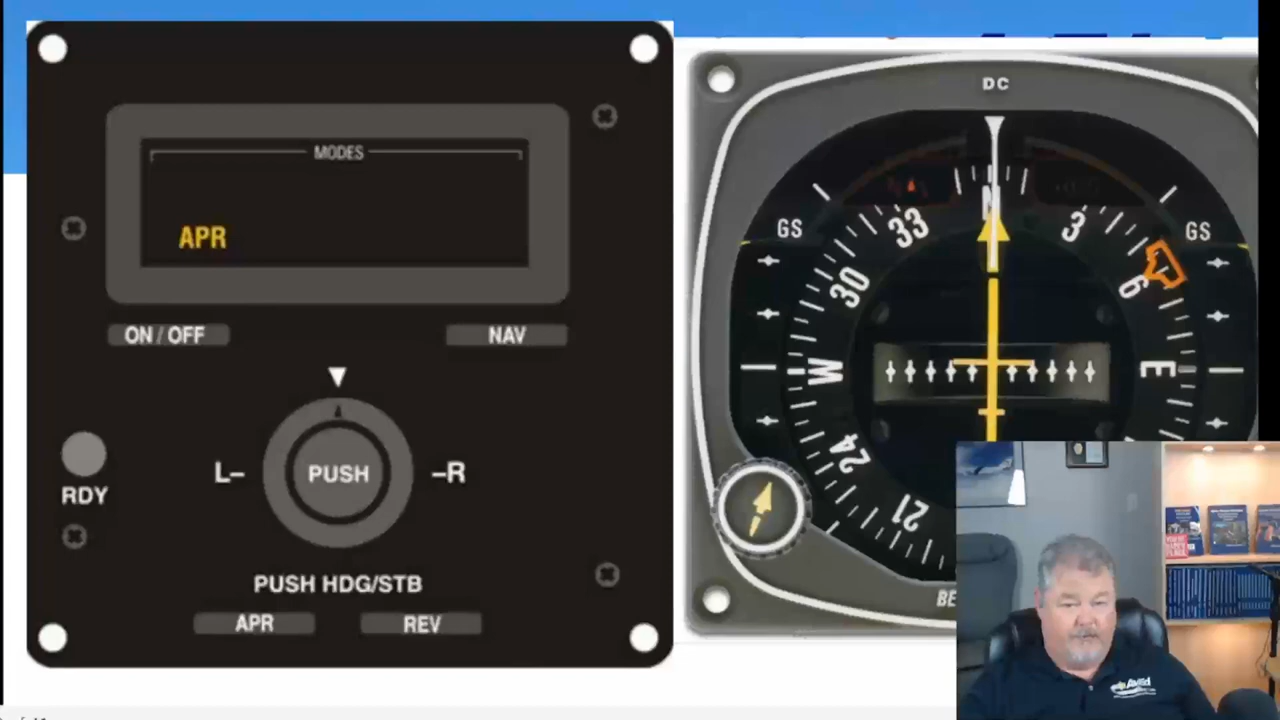 MODES
APR
ON / OFF
NAV
L-
PUSH
-R
RDY
PUSH HDG/STB
APR
REV
DC
GS
GS
33
N
3
30
6
W
E
24
21